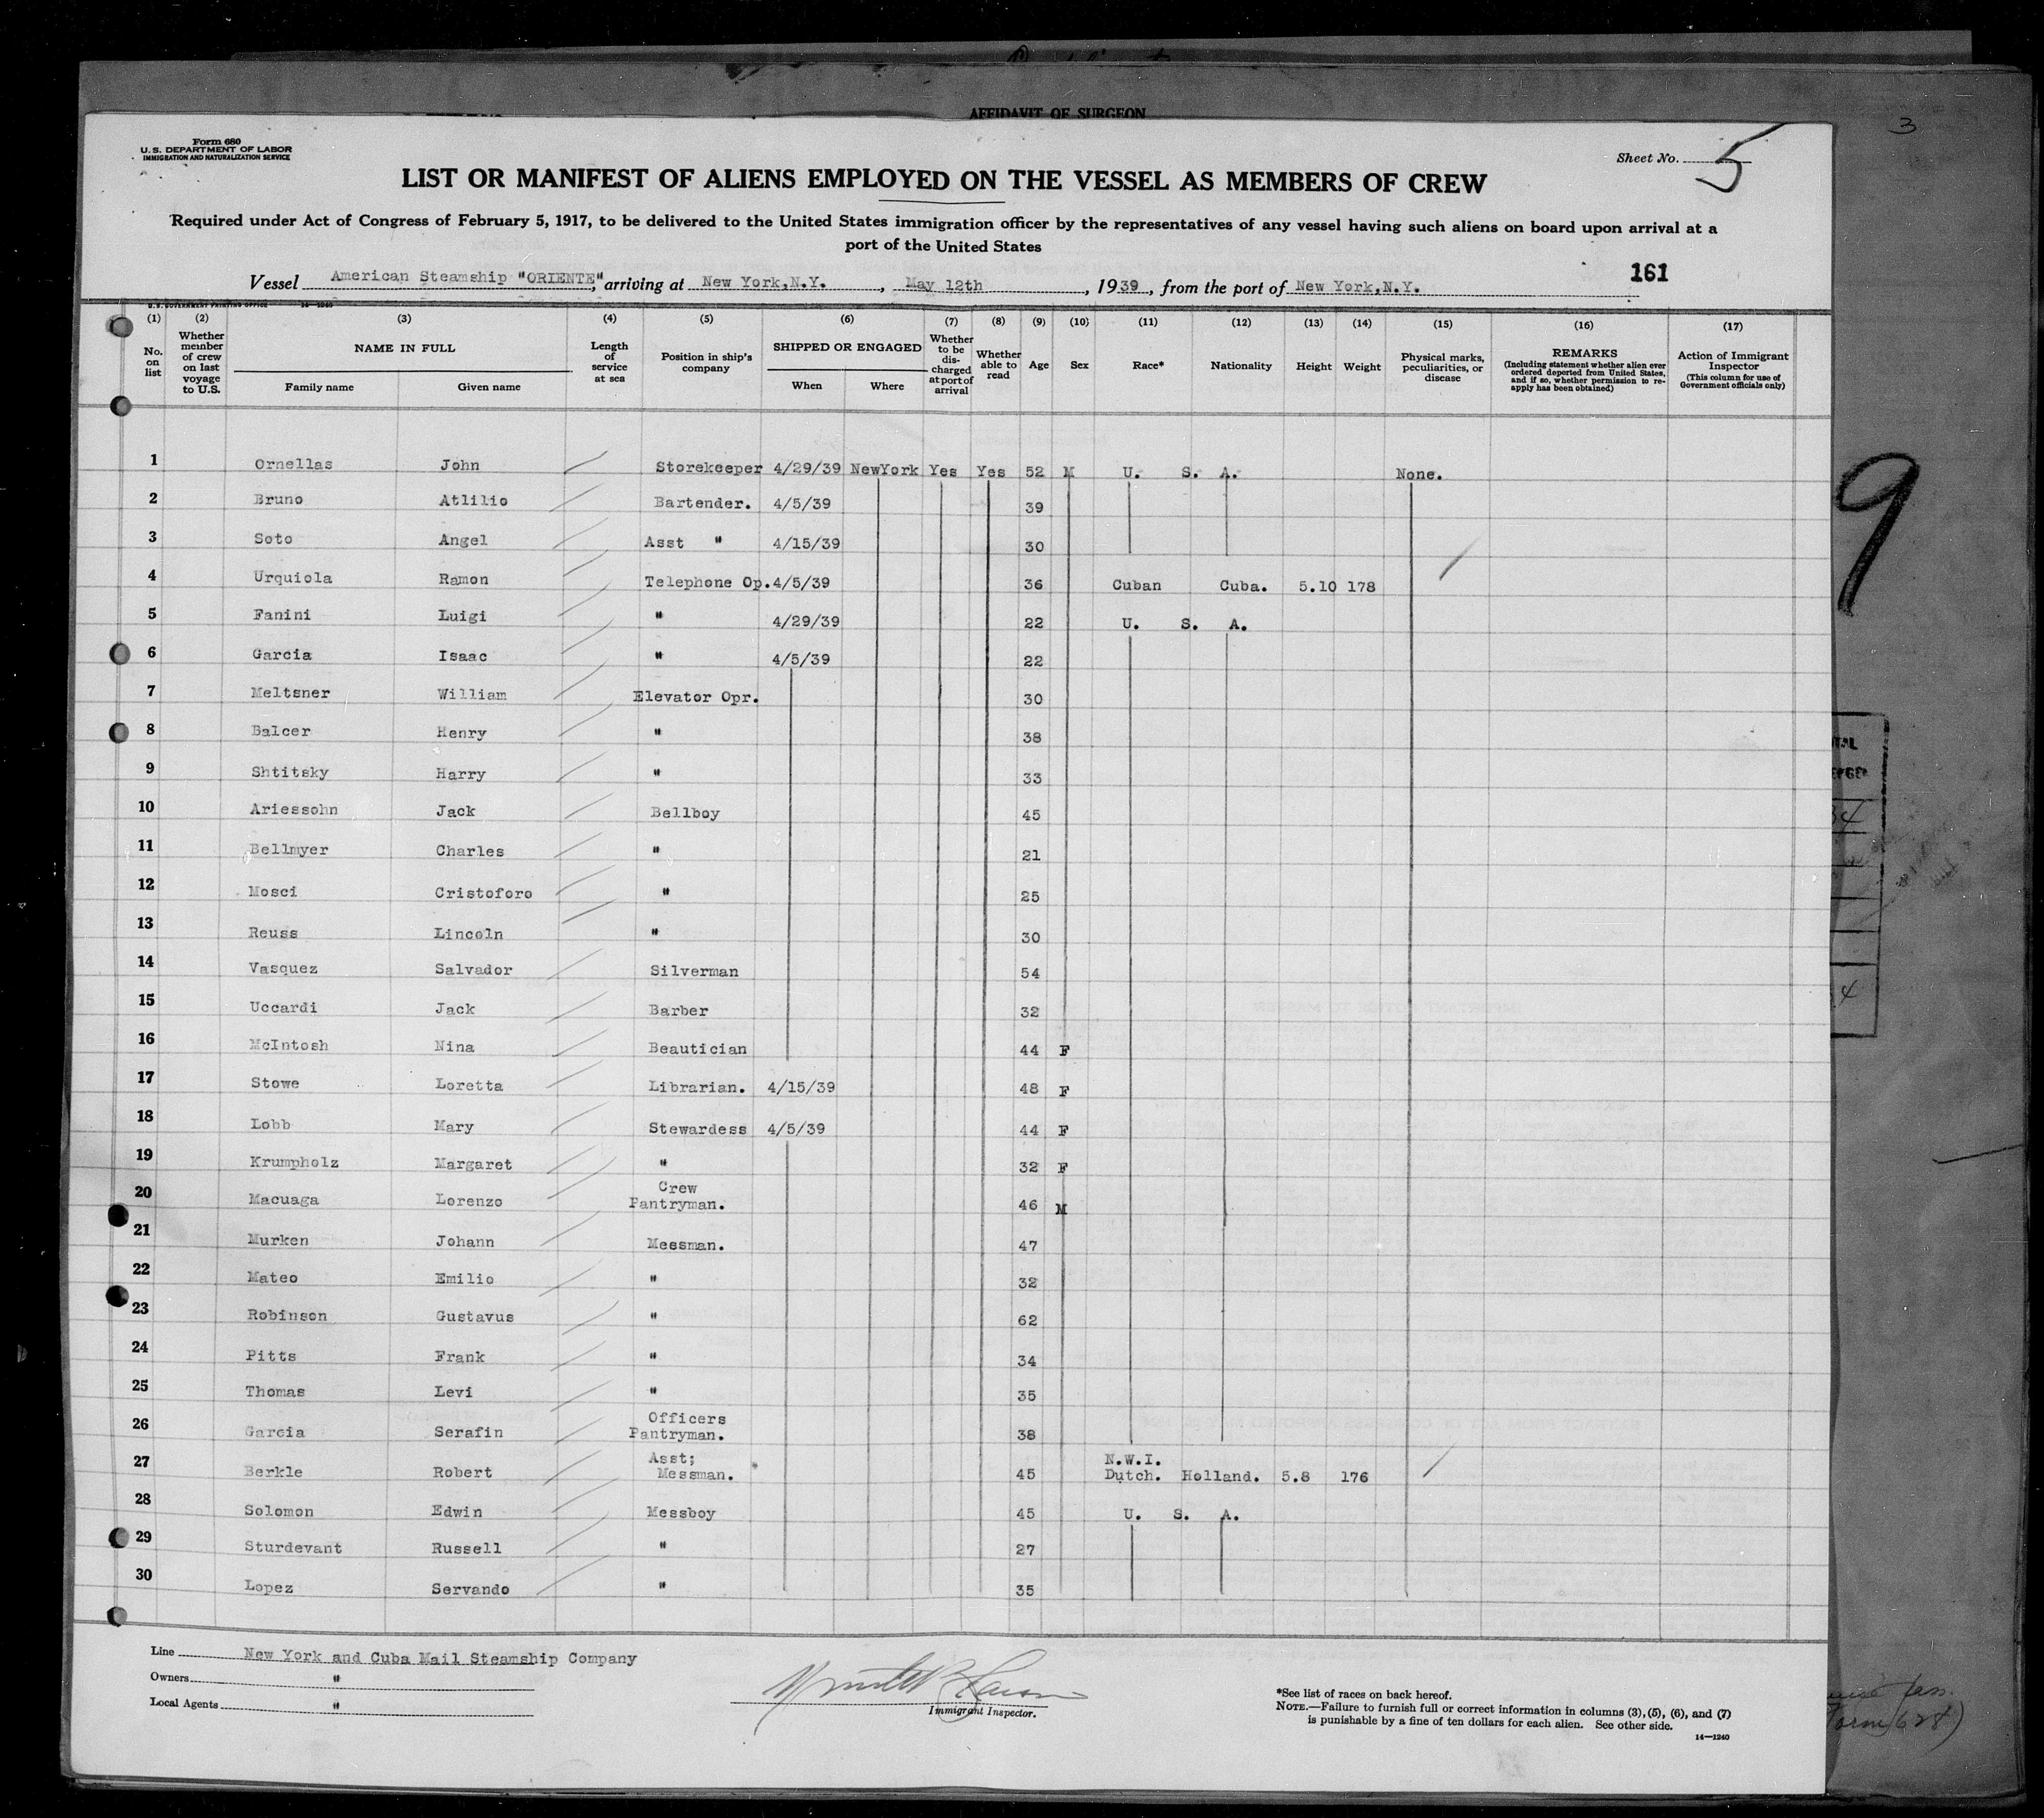 AFFIDAVIT OF SURGEON
3
Form 680
U. S. DEPARTMENT OF LABOR
IMMIGRATION AND NATURALIZATION SERVICE
Sheet No. 5
LIST OR MANIFEST OF ALIENS EMPLOYED ON THE VESSEL AS MEMBERS OF CREW
Required under Act of Congress of February 5, 1917, to be delivered to the United States immigration officer by the representatives of any vessel having such aliens on board upon arrival at a
port of the United States
161
Vessel American Steamship "ORIENTE", arriving at New York,N.Y. , May 12th , 1939 , from the port of New York,N.Y.
U. S. GOVERNMENT PRINTING OFFICE 14—1240
(1) (2) (3) (4) (5) (6) (7) (8) (9) (10) (11) (12) (13) (14) (15) (16) (17)
No. on list
Whether member of crew on last voyage to U.S.
NAME IN FULL
Family name Given name
Length of service at sea
Position in ship's company
SHIPPED OR ENGAGED
When Where
Whether to be discharged at port of arrival
Whether able to read
Age Sex Race* Nationality Height Weight
Physical marks, peculiarities, or disease
REMARKS
(Including statement whether alien ever ordered deported from United States, and if so, whether permission to re-apply has been obtained)
Action of Immigrant Inspector
(This column for use of Government officials only)
1 Ornellas John Storekeeper 4/29/39 NewYork Yes Yes 52 M U. S. A. None.
2 Bruno Atlilio Bartender. 4/5/39 39
3 Soto Angel Asst " 4/15/39 30
4 Urquiola Ramon Telephone Op. 4/5/39 36 Cuban Cuba. 5.10 178
5 Fanini Luigi " 4/29/39 22 U. S. A.
6 Garcia Isaac " 4/5/39 22
7 Meltsner William Elevator Opr. 30
8 Balcer Henry " 38
9 Shtitsky Harry " 33
10 Ariessohn Jack Bellboy 45
11 Bellmyer Charles " 21
12 Mosci Cristoforo " 25
13 Reuss Lincoln " 30
14 Vasquez Salvador Silverman 54
15 Uccardi Jack Barber 32
16 McIntosh Nina Beautician 44 F
17 Stowe Loretta Librarian. 4/15/39 48 F
18 Lobb Mary Stewardess 4/5/39 44 F
19 Krumpholz Margaret " 32 F
20 Macuaga Lorenzo Crew Pantryman. 46 M
21 Murken Johann Messman. 47
22 Mateo Emilio " 32
23 Robinson Gustavus " 62
24 Pitts Frank " 34
25 Thomas Levi " 35
26 Garcia Serafin Officers Pantryman. 38
27 Berkle Robert Asst; Messman. 45 N.W.I. Dutch. Holland. 5.8 176
28 Solomon Edwin Messboy 45 U. S. A.
29 Sturdevant Russell " 27
30 Lopez Servando " 35
9
Line New York and Cuba Mail Steamship Company
Owners "
Local Agents "
Immigrant Inspector.
*See list of races on back hereof.
NOTE.—Failure to furnish full or correct information in columns (3), (5), (6), and (7)
is punishable by a fine of ten dollars for each alien. See other side.
14—1240